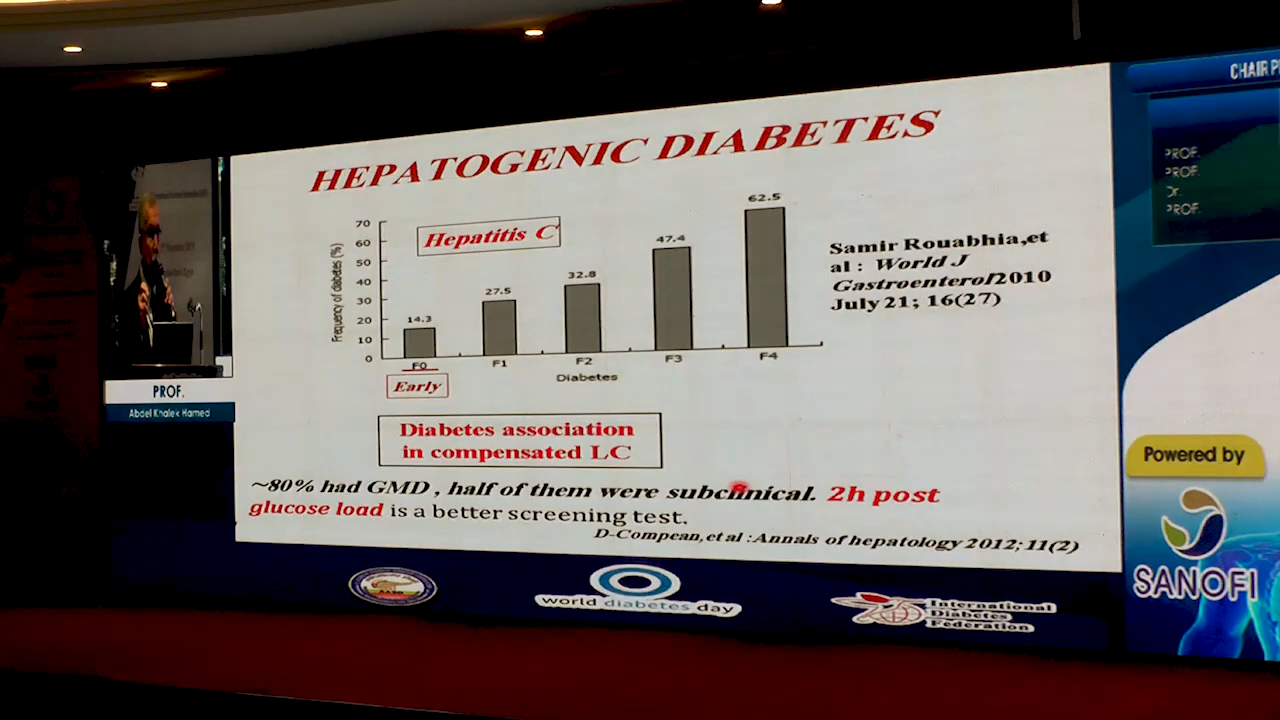 HEPATOGENIC DIABETES
Hepatitis C
Frequency of diabetes (%)
70
60
50
40
30
20
10
0
14.3
27.5
32.8
47.4
62.5
F0
F1
F2
F3
F4
Early
Diabetes
Samir Rouabhia,et
al : World J
Gastroenterol 2010
July 21; 16(27)
Diabetes association
in compensated LC
~80% had GMD , half of them were subclinical. 2h post
glucose load is a better screening test.
D-Compean,et al :Annals of hepatology 2012; 11(2)
PROF.
Abdel Khalek Hamed
world diabetes day
International
Diabetes
Federation
CHAIR
PROF.
PROF.
Dr.
PROF.
Powered by
SANOFI